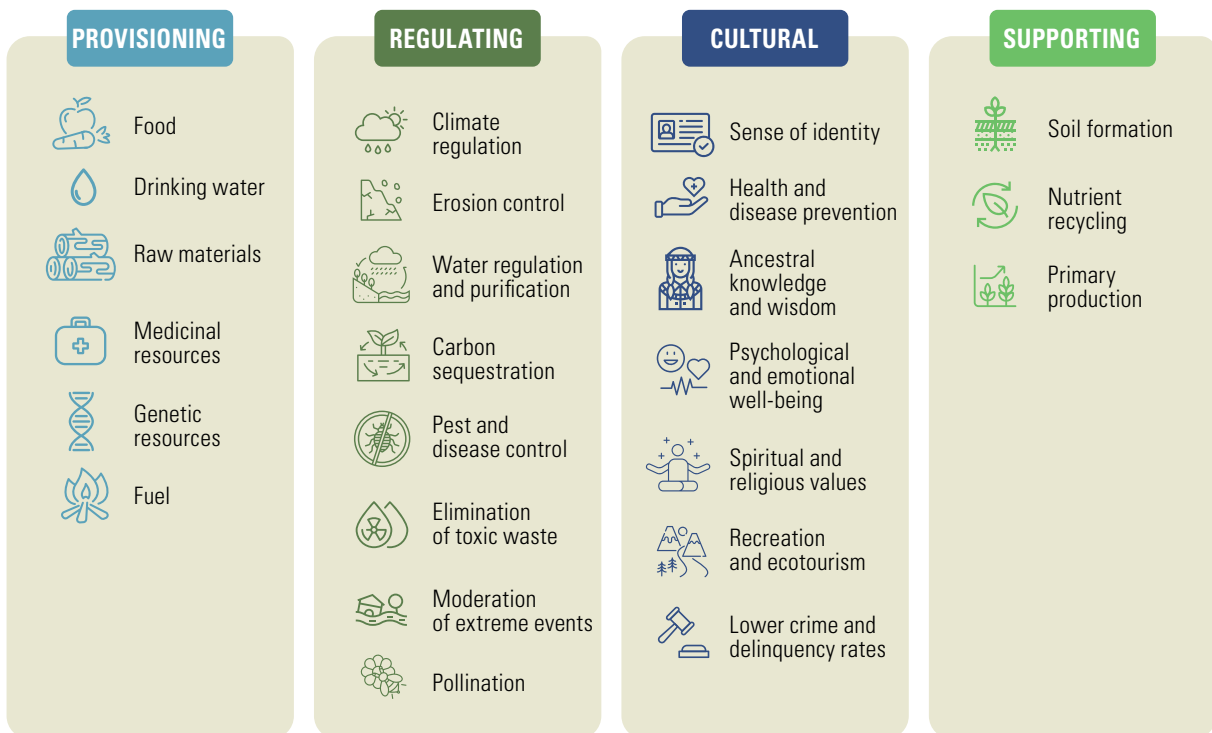 PROVISIONING
Food
Drinking water
Raw materials
Medicinal
resources
Genetic
resources
Fuel
REGULATING
Climate
regulation
Erosion control
Water regulation
and purification
Carbon
sequestration
Pest and
disease control
Elimination
of toxic waste
Moderation
of extreme events
Pollination
CULTURAL
Sense of identity
Health and
disease prevention
Ancestral
knowledge
and wisdom
Psychological
and emotional
well-being
Spiritual and
religious values
Recreation
and ecotourism
Lower crime and
delinquency rates
SUPPORTING
Soil formation
Nutrient
recycling
Primary
production